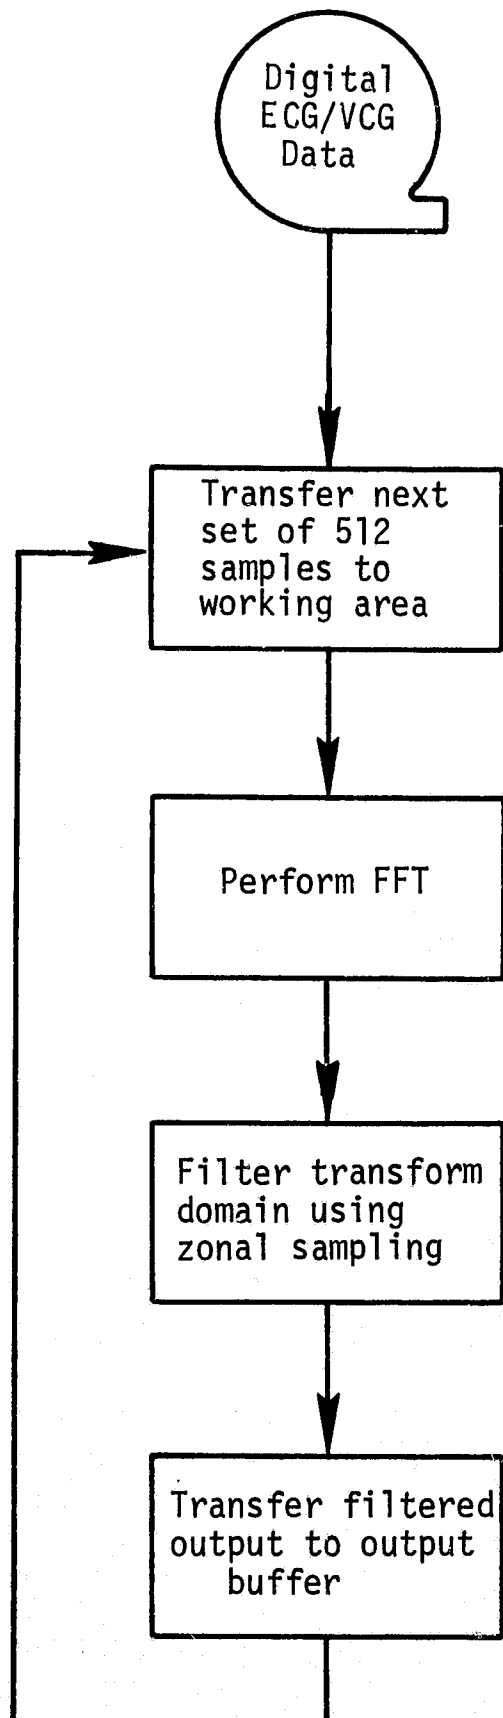 Digital
ECG/VCG
Data
Transfer next
set of 512
samples to
working area
Perform FFT
Filter transform
domain using
zonal sampling
Transfer filtered
output to output
buffer